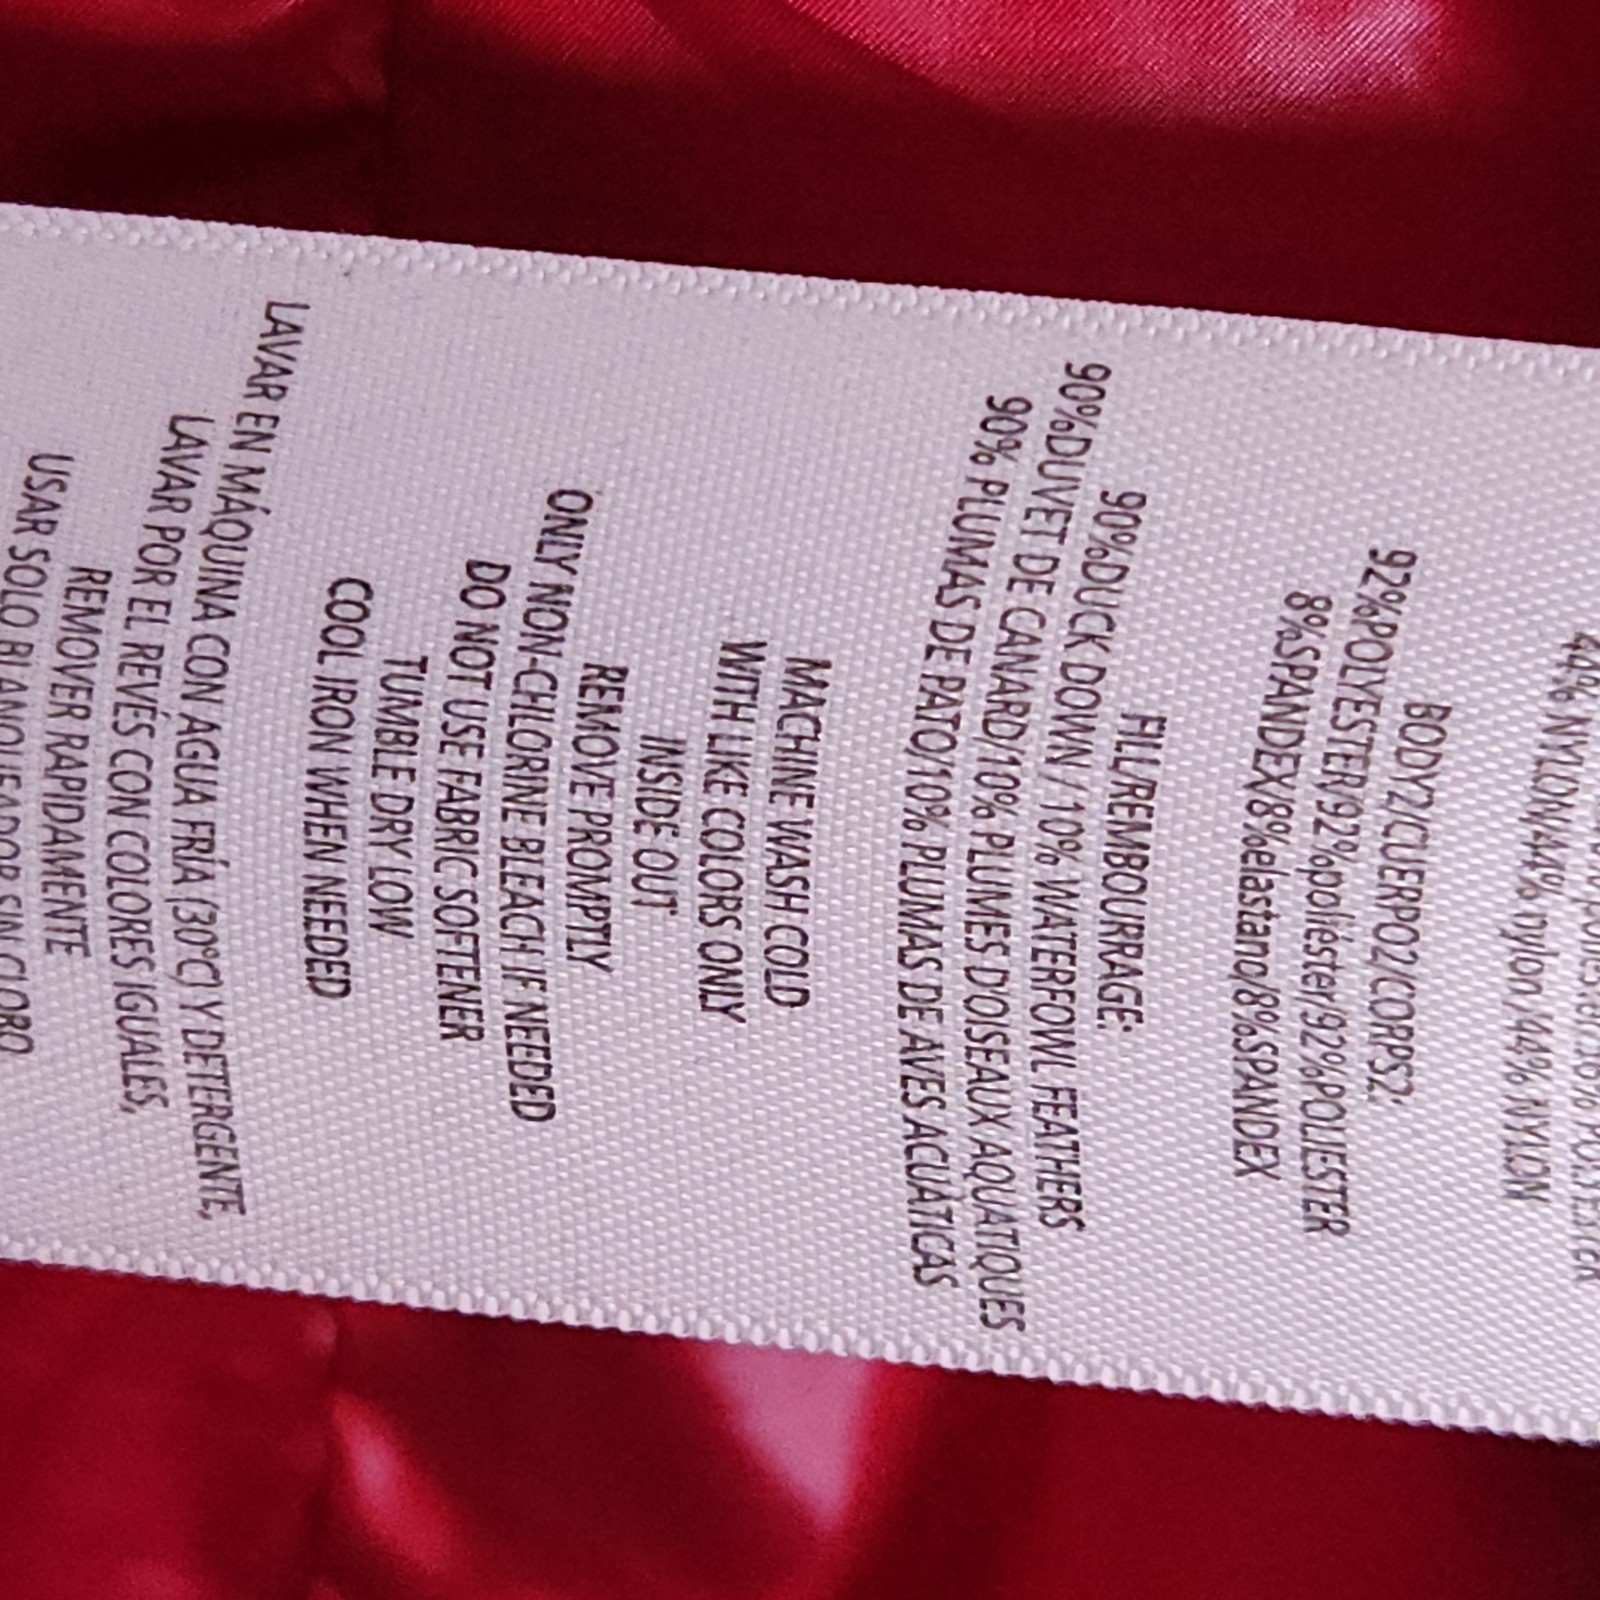 44% NYLON/44% nylon/44% NYLON
BODY2/CUERPO2/CORPS2:
92%POLYESTER/92%poliéster/92%POLIESTER
8%SPANDEX/8%elastano/8%SPANDEX
FILL/REMBOURRAGE:
90%DUCK DOWN / 10% WATERFOWL FEATHERS
90%DUVET DE CANARD/10% PLUMES D'OISEAUX AQUATIQUES
90% PLUMAS DE PATO/10% PLUMAS DE AVES ACUÁTICAS
MACHINE WASH COLD
WITH LIKE COLORS ONLY
INSIDE OUT
REMOVE PROMPTLY
ONLY NON-CHLORINE BLEACH IF NEEDED
DO NOT USE FABRIC SOFTENER
TUMBLE DRY LOW
COOL IRON WHEN NEEDED
LAVAR EN MÁQUINA CON AGUA FRÍA (30ºC) Y DETERGENTE,
LAVAR POR EL REVÉS CON COLORES IGUALES,
REMOVER RAPIDAMENTE
USAR SOLO BLANQUEADOR SIN CLORO